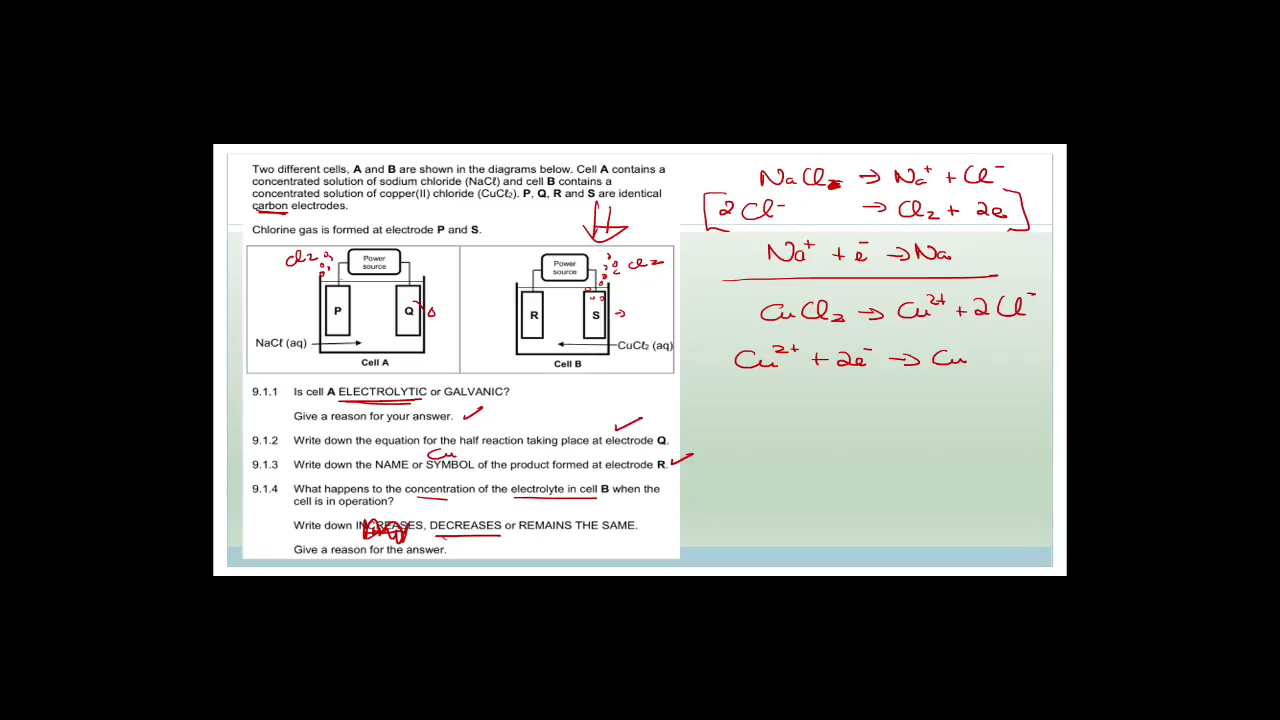 Two different cells, A and B are shown in the diagrams below. Cell A contains a
concentrated solution of sodium chloride (NaCℓ) and cell B contains a
concentrated solution of copper(II) chloride (CuCℓ₂). P, Q, R and S are identical
carbon electrodes.
Chlorine gas is formed at electrode P and S.
Cl₂
Power
source
P
Q
NaCℓ (aq)
Cell A
Cl₂
Power
source
R
S
CuCℓ₂ (aq)
Cell B
9.1.1 Is cell A ELECTROLYTIC or GALVANIC?
Give a reason for your answer.
9.1.2 Write down the equation for the half reaction taking place at electrode Q.
Cu
9.1.3 Write down the NAME or SYMBOL of the product formed at electrode R.
9.1.4 What happens to the concentration of the electrolyte in cell B when the
cell is in operation?
Write down INCREASES, DECREASES or REMAINS THE SAME.
Give a reason for the answer.
NaCl → Na⁺ + Cl⁻
[2Cl⁻ → Cl₂ + 2e]
Na⁺ + e⁻ → Na
CuCl₂ → Cu²⁺ + 2Cl⁻
Cu²⁺ + 2e⁻ → Cu